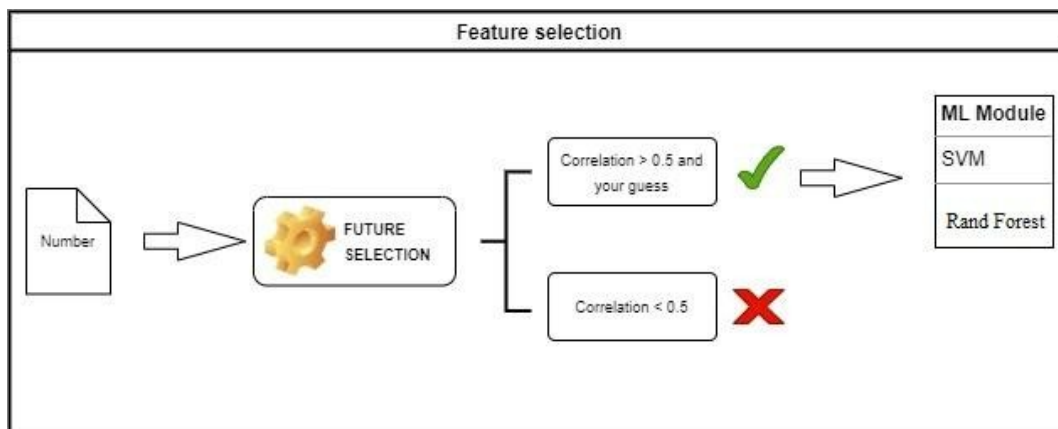 Feature selection
Number
FUTURE
SELECTION
Correlation > 0.5 and
your guess
Correlation < 0.5
ML Module
SVM
Rand Forest